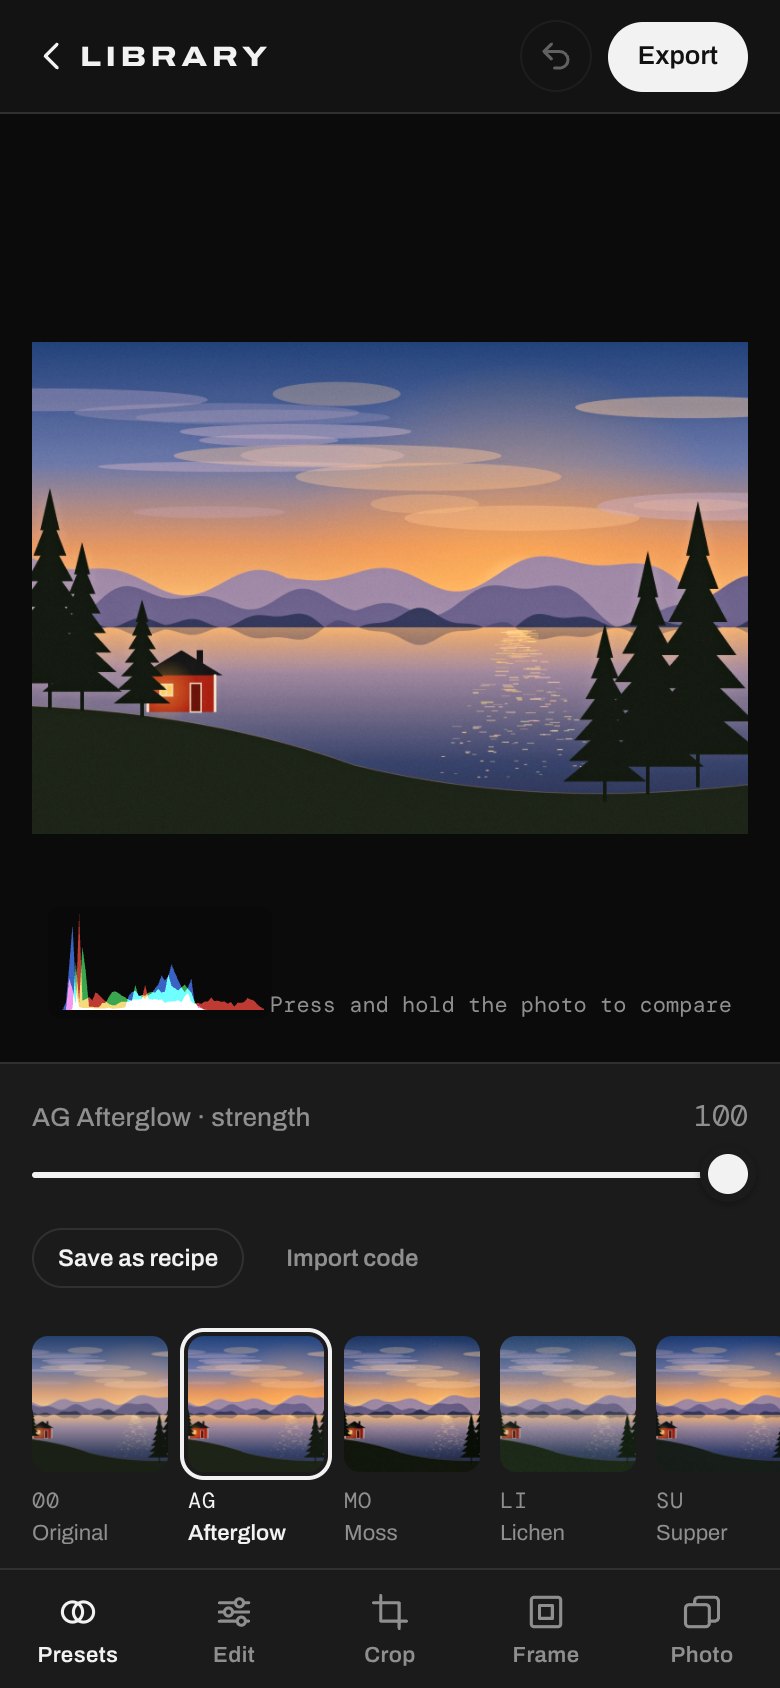 LIBRARY
Export
Press and hold the photo to compare
AG Afterglow · strength
100
Save as recipe
Import code
00
Original
AG
Afterglow
MO
Moss
LI
Lichen
SU
Supper
Presets
Edit
Crop
Frame
Photo